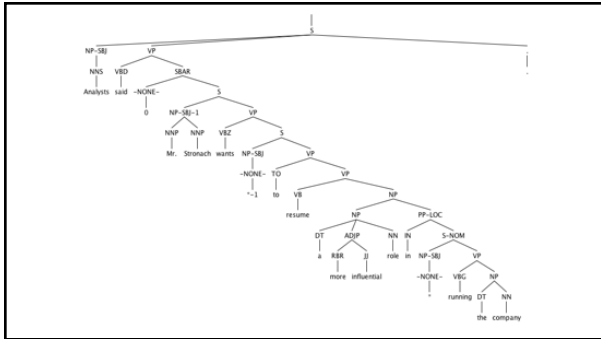 S
NP-SBJ VP .
NNS VBD SBAR .
Analysts said -NONE- S
0 NP-SBJ-1 VP
NNP NNP VBZ S
Mr. Stronach wants NP-SBJ VP
-NONE- TO VP
*-1 to VB NP
resume NP PP-LOC
DT ADJP NN IN S-NOM
a RBR JJ role in NP-SBJ VP
more influential -NONE- VBG NP
* running DT NN
the company